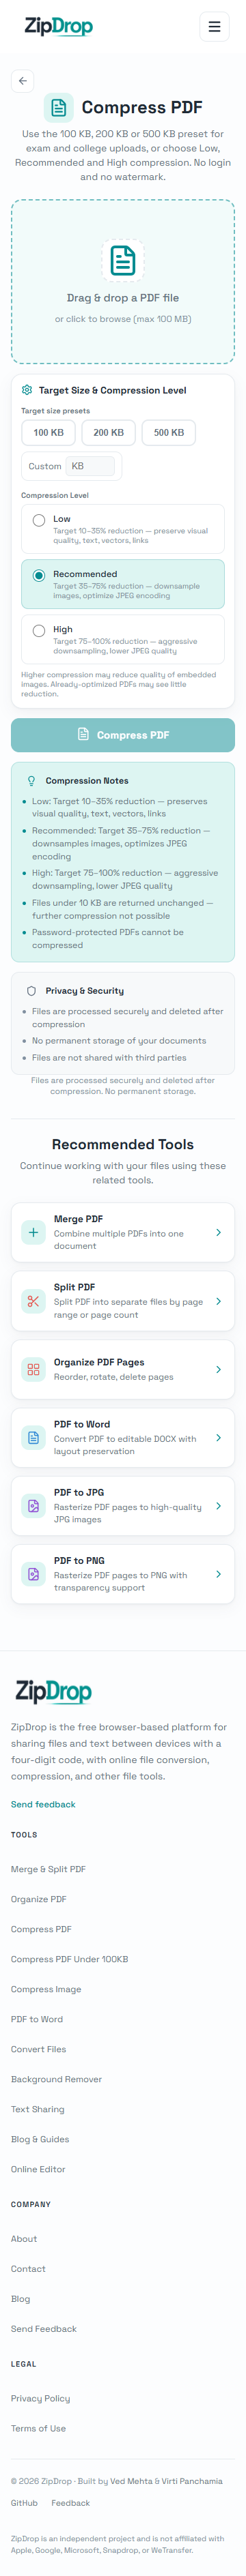 ZipDrop
Compress PDF
Use the 100 KB, 200 KB or 500 KB preset for
exam and college uploads, or choose Low,
Recommended and High compression. No login
and no watermark.
Drag & drop a PDF file
or click to browse (max 100 MB)
Target Size & Compression Level
Target size presets
100 KB
200 KB
500 KB
Custom
KB
Compression Level
Low
Target 10–35% reduction — preserve visual
quality, text, vectors, links
Recommended
Target 35–75% reduction — downsample
images, optimize JPEG encoding
High
Target 75–100% reduction — aggressive
downsampling, lower JPEG quality
Higher compression may reduce quality of embedded
images. Already-optimized PDFs may see little
reduction.
Compress PDF
Compression Notes
Low: Target 10–35% reduction — preserves
visual quality, text, vectors, links
Recommended: Target 35–75% reduction —
downsamples images, optimizes JPEG
encoding
High: Target 75–100% reduction — aggressive
downsampling, lower JPEG quality
Files under 10 KB are returned unchanged —
further compression not possible
Password-protected PDFs cannot be
compressed
Privacy & Security
Files are processed securely and deleted after
compression
No permanent storage of your documents
Files are not shared with third parties
Files are processed securely and deleted after
compression. No permanent storage.
Recommended Tools
Continue working with your files using these
related tools.
Merge PDF
Combine multiple PDFs into one
document
Split PDF
Split PDF into separate files by page
range or page count
Organize PDF Pages
Reorder, rotate, delete pages
PDF to Word
Convert PDF to editable DOCX with
layout preservation
PDF to JPG
Rasterize PDF pages to high-quality
JPG images
PDF to PNG
Rasterize PDF pages to PNG with
transparency support
ZipDrop
ZipDrop is the free browser-based platform for
sharing files and text between devices with a
four-digit code, with online file conversion,
compression, and other file tools.
Send feedback
TOOLS
Merge & Split PDF
Organize PDF
Compress PDF
Compress PDF Under 100KB
Compress Image
PDF to Word
Convert Files
Background Remover
Text Sharing
Blog & Guides
Online Editor
COMPANY
About
Contact
Blog
Send Feedback
LEGAL
Privacy Policy
Terms of Use
© 2026 ZipDrop · Built by Ved Mehta & Virti Panchamia
GitHub
Feedback
ZipDrop is an independent project and is not affiliated with
Apple, Google, Microsoft, Snapdrop, or WeTransfer.